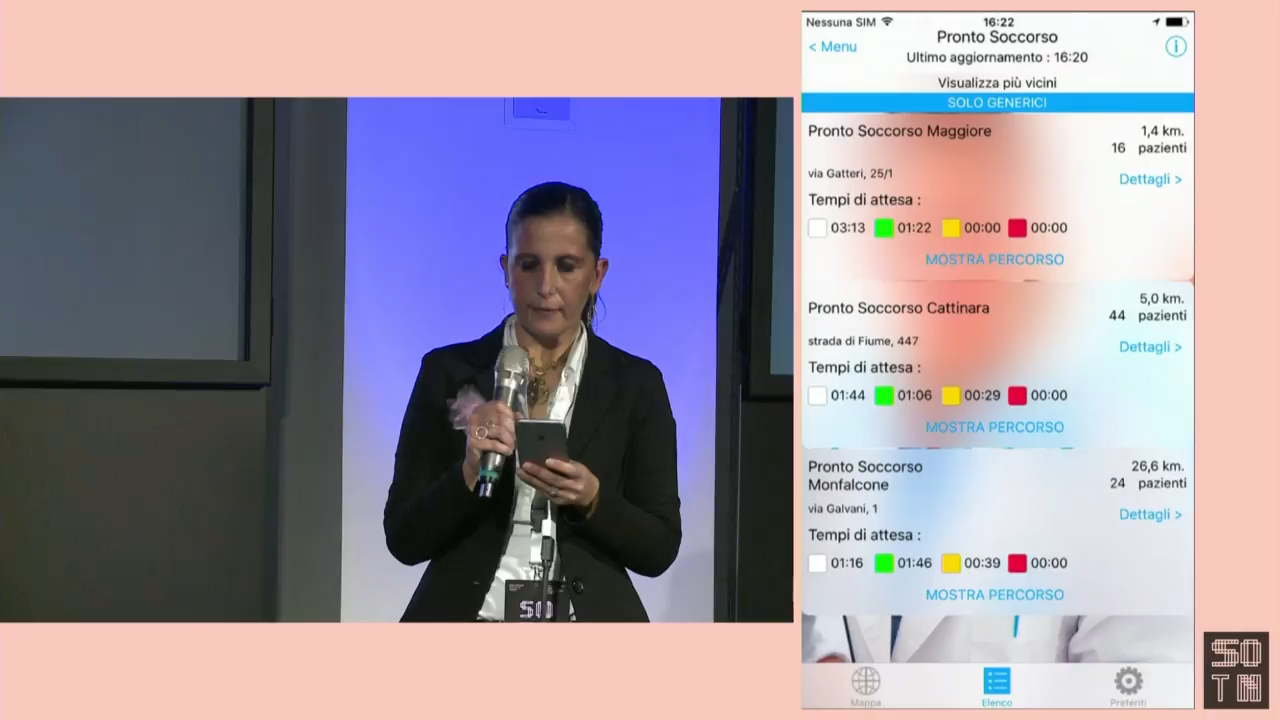 Nessuna SIM
16:22
Pronto Soccorso
< Menu
Ultimo aggiornamento : 16:20
Visualizza più vicini
SOLO GENERICI
Pronto Soccorso Maggiore
1,4 km.
16 pazienti
via Gatteri, 25/1
Dettagli >
Tempi di attesa :
03:13 01:22 00:00 00:00
MOSTRA PERCORSO
Pronto Soccorso Cattinara
5,0 km.
44 pazienti
strada di Fiume, 447
Dettagli >
Tempi di attesa :
01:44 01:06 00:29 00:00
MOSTRA PERCORSO
Pronto Soccorso
Monfalcone
26,6 km.
24 pazienti
via Galvani, 1
Dettagli >
Tempi di attesa :
01:16 01:46 00:39 00:00
MOSTRA PERCORSO
Mappa
Elenco
Preferiti
SO
SO
TH